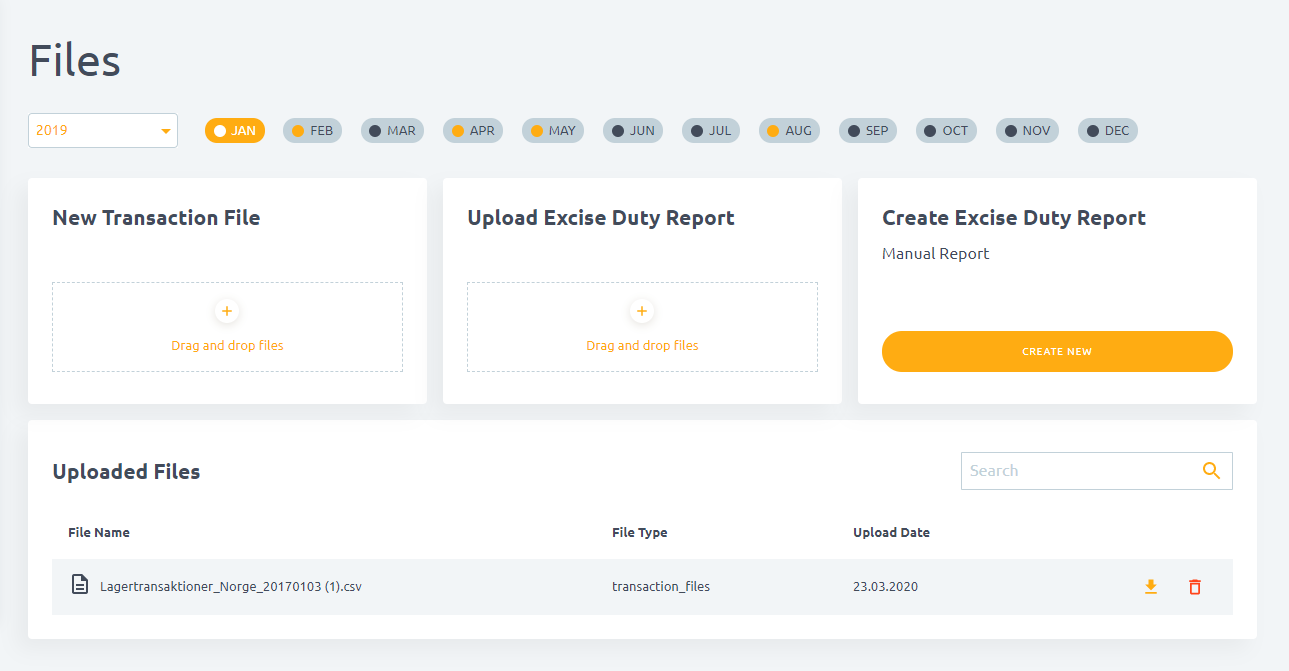 Files
2019 JAN FEB MAR APR MAY JUN JUL AUG SEP OCT NOV DEC
New Transaction File
Drag and drop files
Upload Excise Duty Report
Drag and drop files
Create Excise Duty Report
Manual Report
CREATE NEW
Uploaded Files
Search
File Name File Type Upload Date
Lagertransaktioner_Norge_20170103 (1).csv transaction_files 23.03.2020